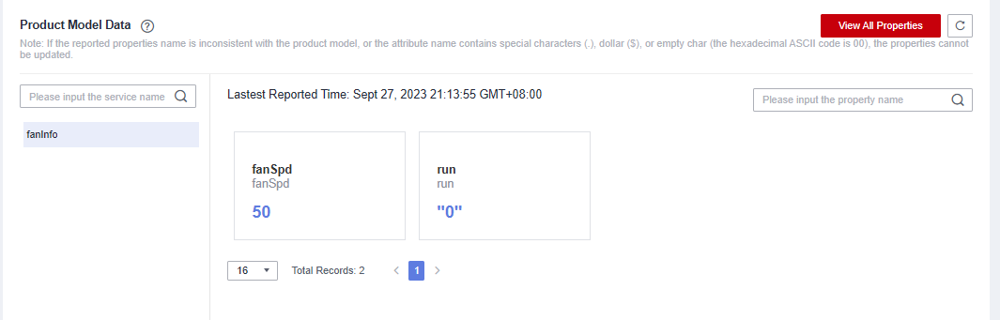 Product Model Data ?
View All Properties
Note: If the reported properties name is inconsistent with the product model, or the attribute name contains special characters (.), dollar ($), or empty char (the hexadecimal ASCII code is 00), the properties cannot
be updated.
Please input the service name
Lastest Reported Time: Sept 27, 2023 21:13:55 GMT+08:00
Please input the property name
fanInfo
fanSpd
fanSpd
50
run
run
"0"
16
Total Records: 2
1